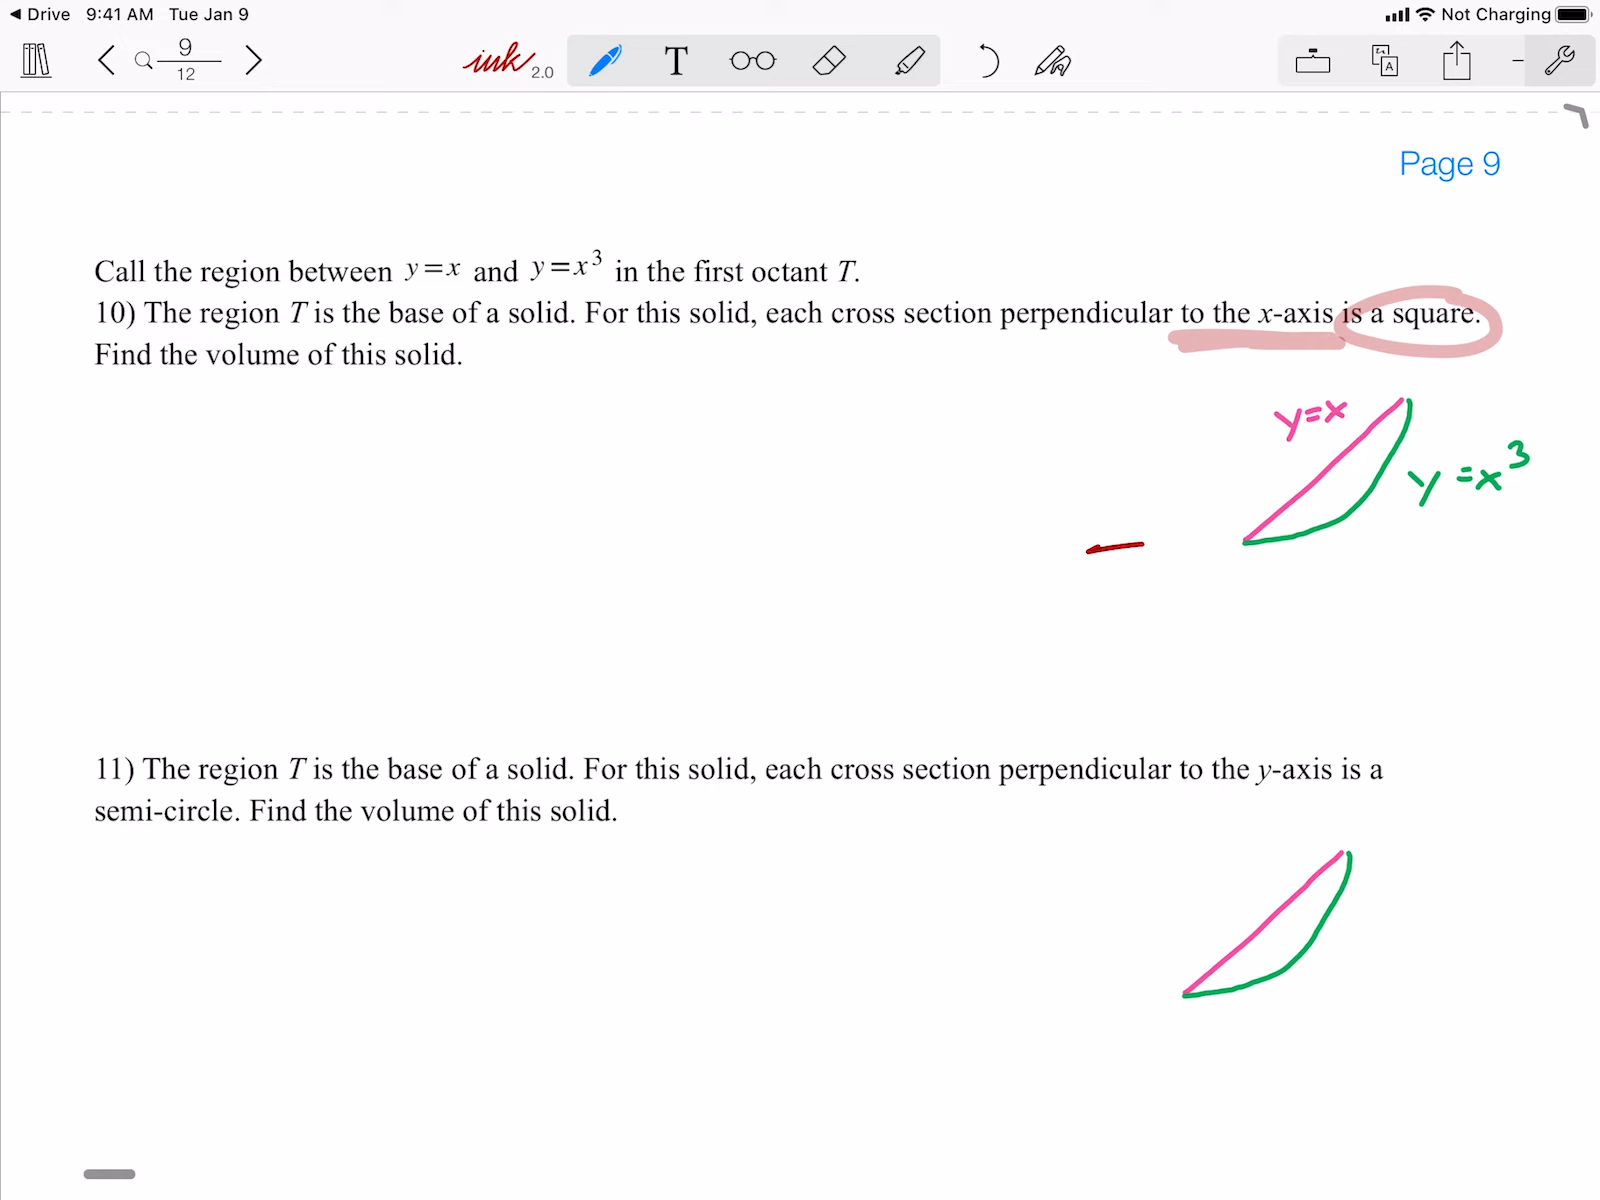 ◀ Drive 9:41 AM Tue Jan 9 Not Charging
9
12
ink 2.0 T A
Page 9
Call the region between y=x and y=x³ in the first octant T.
10) The region T is the base of a solid. For this solid, each cross section perpendicular to the x-axis is a square.
Find the volume of this solid.
y=x
y=x³
11) The region T is the base of a solid. For this solid, each cross section perpendicular to the y-axis is a
semi-circle. Find the volume of this solid.